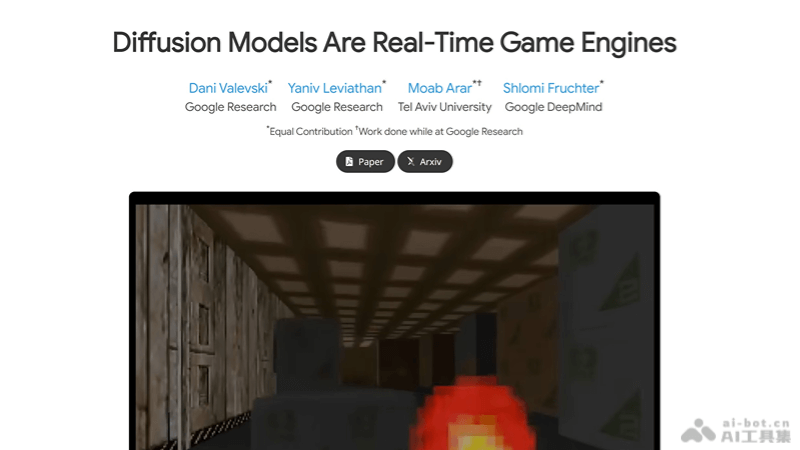 Diffusion Models Are Real-Time Game Engines
Dani Valevski* Yaniv Leviathan* Moab Arar*† Shlomi Fruchter*
Google Research Google Research Tel Aviv University Google DeepMind
*Equal Contribution †Work done while at Google Research
Paper Arxiv
ai-bot.cn
AI工具集